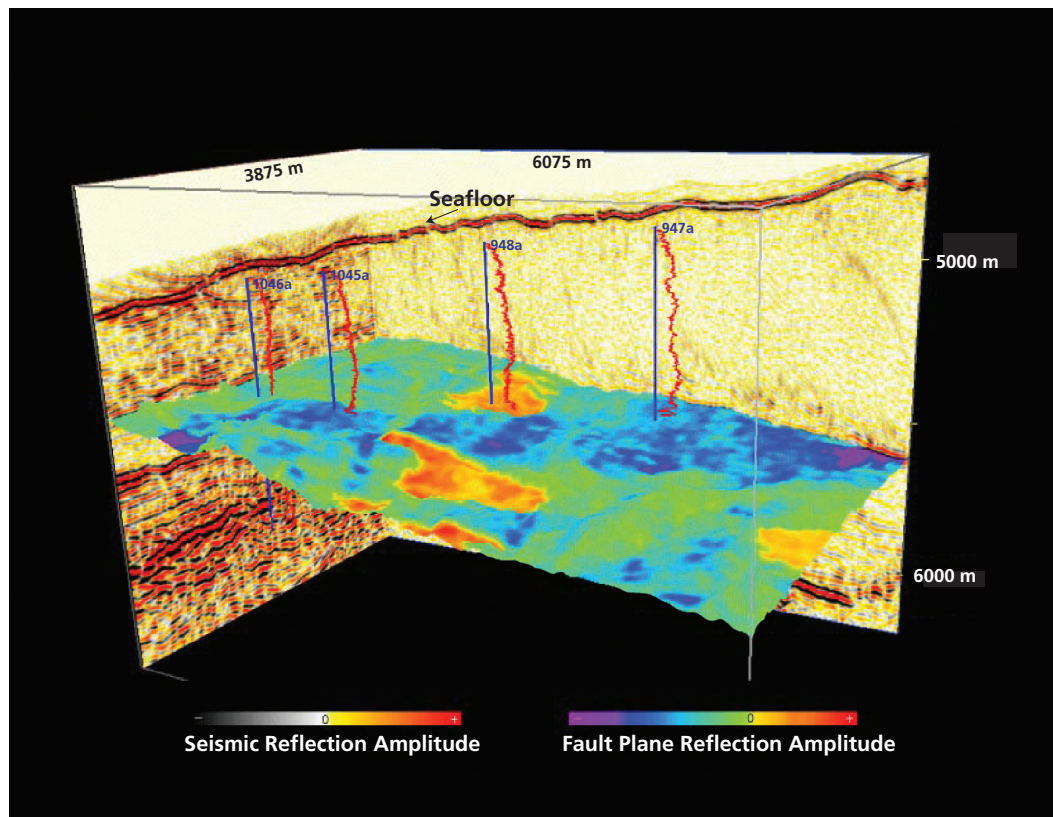 3875 m
6075 m
Seafloor
947a
948a
5000 m
1045a
1046a
6000 m
− 0 +
− 0 +
Seismic Reflection Amplitude
Fault Plane Reflection Amplitude